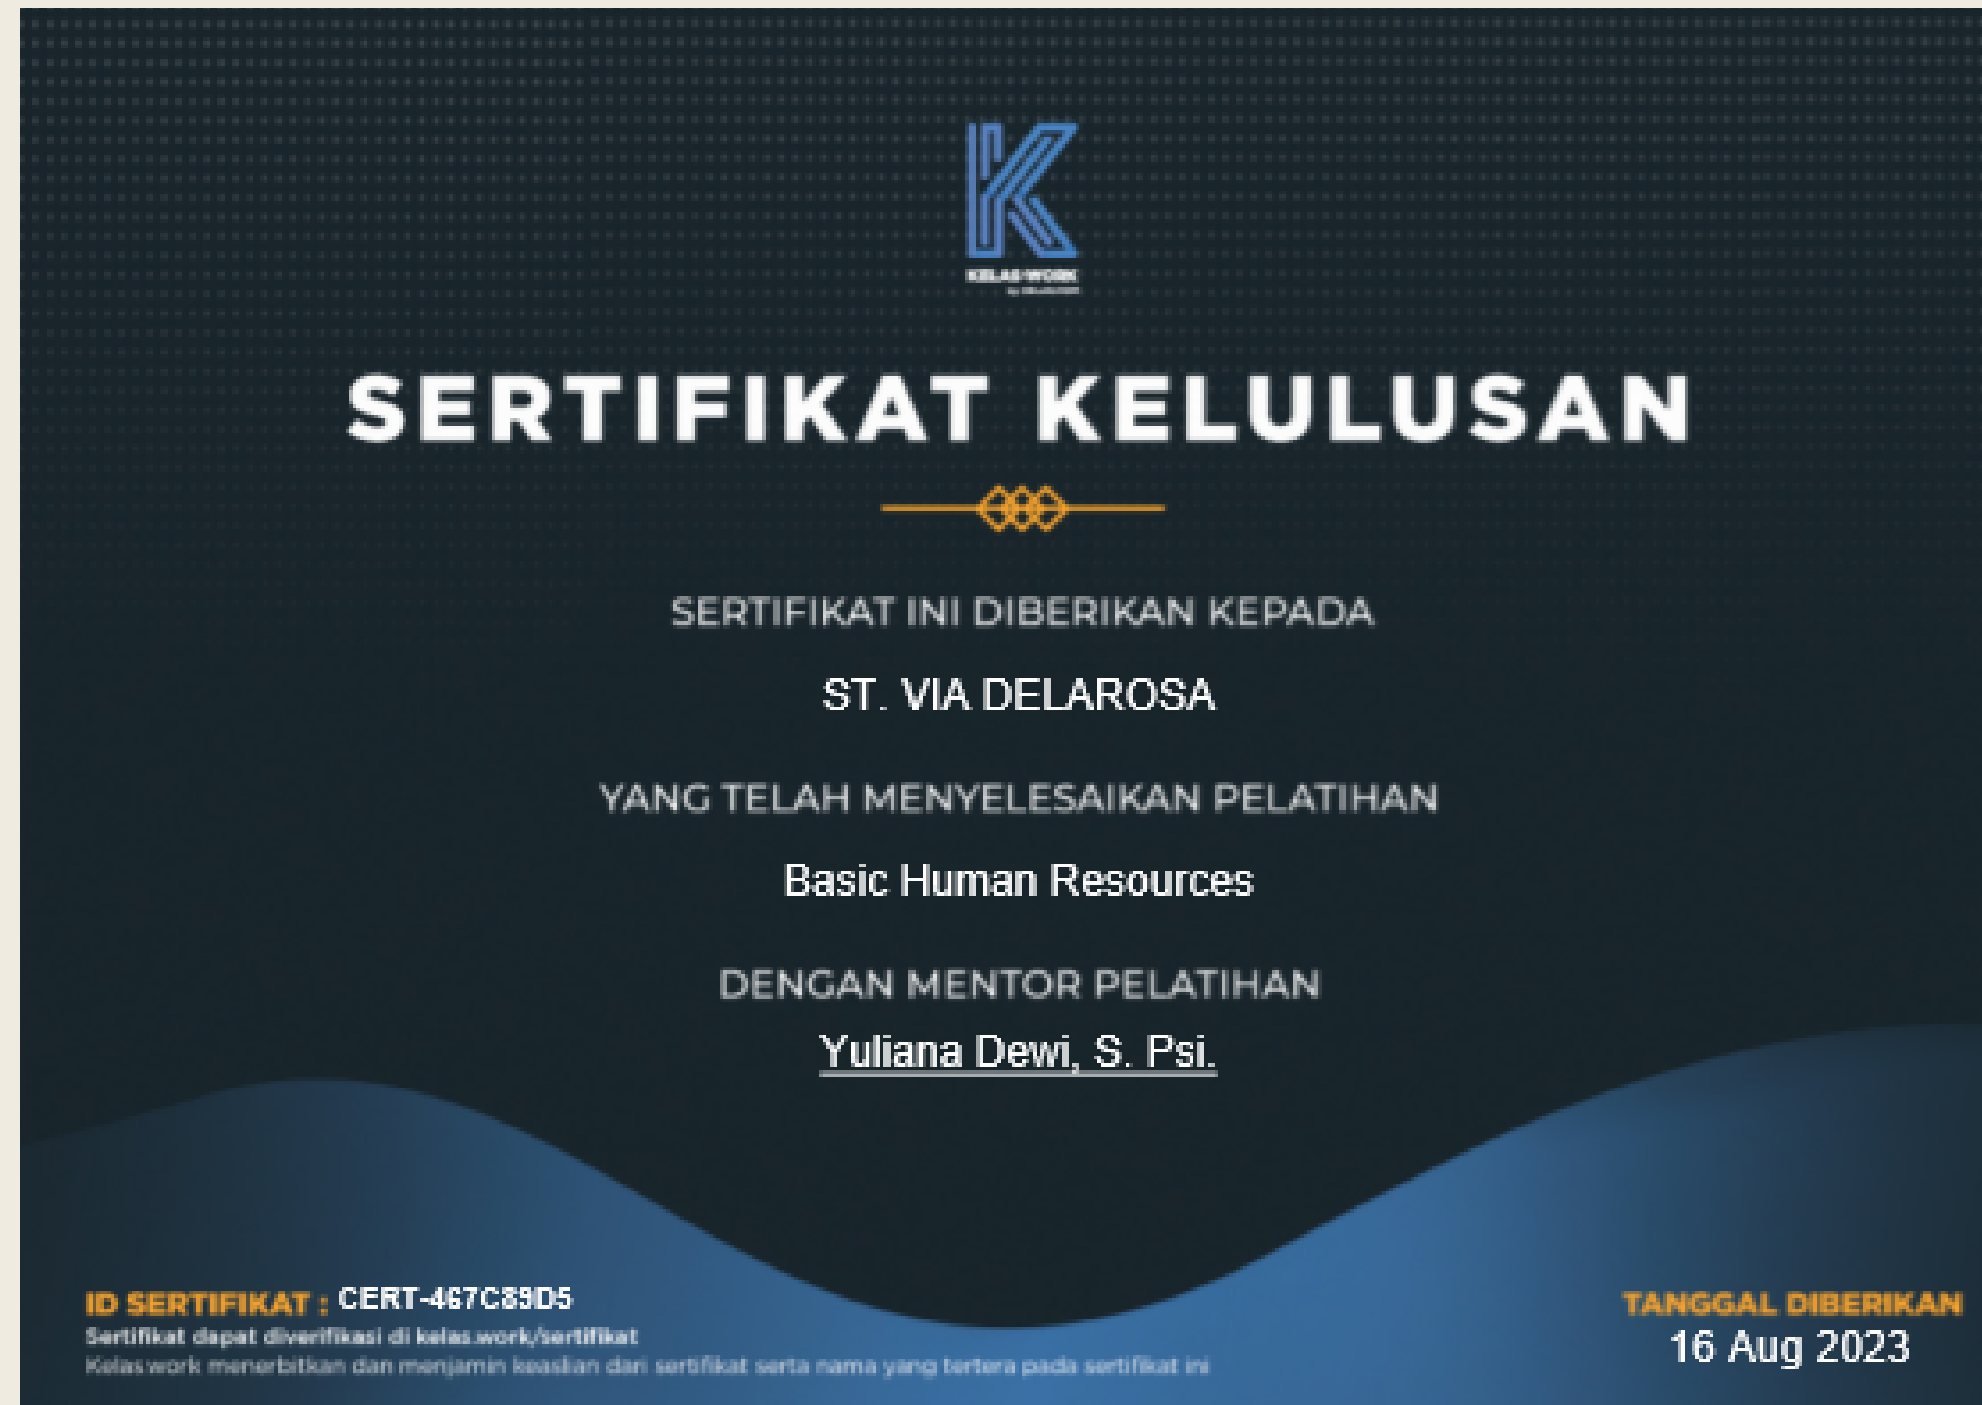 KELAS WORK
SERTIFIKAT KELULUSAN
SERTIFIKAT INI DIBERIKAN KEPADA
ST. VIA DELAROSA
YANG TELAH MENYELESAIKAN PELATIHAN
Basic Human Resources
DENGAN MENTOR PELATIHAN
Yuliana Dewi, S. Psi.
ID SERTIFIKAT : CERT-467C89D5
Sertifikat dapat diverifikasi di kelas.work/sertifikat
Kelas.work menerbitkan dan menjamin keaslian dari sertifikat serta nama yang tertera pada sertifikat ini
TANGGAL DIBERIKAN
16 Aug 2023